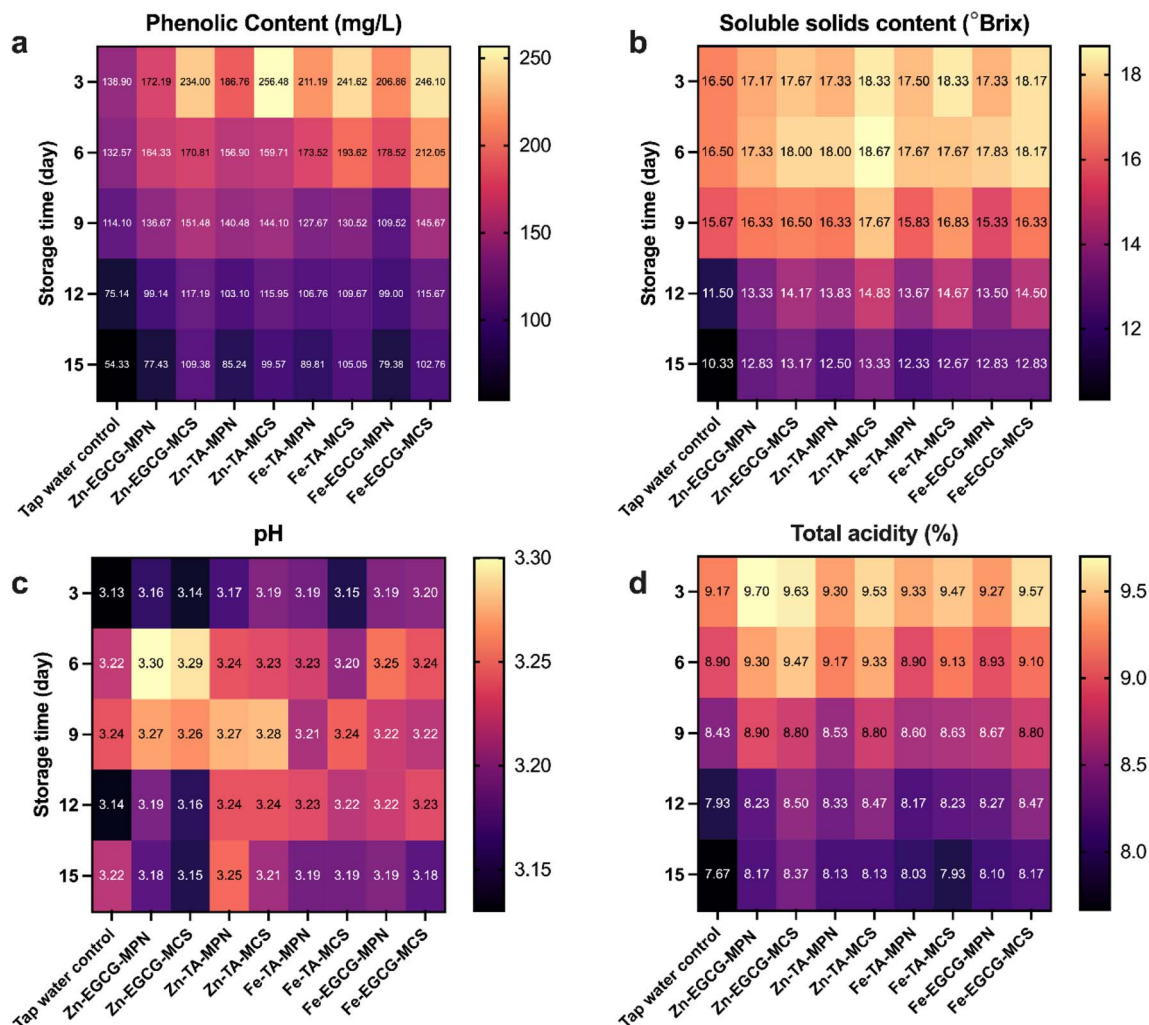 a
Phenolic Content (mg/L)
Storage time (day)
3
138.90 172.19 234.00 186.76 256.48 211.19 241.62 206.86 246.10
6
132.57 164.33 170.81 156.90 159.71 173.52 193.62 178.52 212.05
9
114.10 136.67 151.48 140.48 144.10 127.67 130.52 109.52 145.67
12
75.14 99.14 117.19 103.10 115.95 106.76 109.67 99.00 115.67
15
54.33 77.43 109.38 85.24 99.57 89.81 105.05 79.38 102.76
250
200
150
100
Tap water control
Zn-EGCG-MPN
Zn-EGCG-MCS
Zn-TA-MPN
Zn-TA-MCS
Fe-TA-MPN
Fe-TA-MCS
Fe-EGCG-MPN
Fe-EGCG-MCS
b
Soluble solids content (°Brix)
Storage time (day)
3
16.50 17.17 17.67 17.33 18.33 17.50 18.33 17.33 18.17
6
16.50 17.33 18.00 18.00 18.67 17.67 17.67 17.83 18.17
9
15.67 16.33 16.50 16.33 17.67 15.83 16.83 15.33 16.33
12
11.50 13.33 14.17 13.83 14.83 13.67 14.67 13.50 14.50
15
10.33 12.83 13.17 12.50 13.33 12.33 12.67 12.83 12.83
18
16
14
12
Tap water control
Zn-EGCG-MPN
Zn-EGCG-MCS
Zn-TA-MPN
Zn-TA-MCS
Fe-TA-MPN
Fe-TA-MCS
Fe-EGCG-MPN
Fe-EGCG-MCS
c
pH
Storage time (day)
3
3.13 3.16 3.14 3.17 3.19 3.19 3.15 3.19 3.20
6
3.22 3.30 3.29 3.24 3.23 3.23 3.20 3.25 3.24
9
3.24 3.27 3.26 3.27 3.28 3.21 3.24 3.22 3.22
12
3.14 3.19 3.16 3.24 3.24 3.23 3.22 3.22 3.23
15
3.22 3.18 3.15 3.25 3.21 3.19 3.19 3.19 3.18
3.30
3.25
3.20
3.15
Tap water control
Zn-EGCG-MPN
Zn-EGCG-MCS
Zn-TA-MPN
Zn-TA-MCS
Fe-TA-MPN
Fe-TA-MCS
Fe-EGCG-MPN
Fe-EGCG-MCS
d
Total acidity (%)
Storage time (day)
3
9.17 9.70 9.63 9.30 9.53 9.33 9.47 9.27 9.57
6
8.90 9.30 9.47 9.17 9.33 8.90 9.13 8.93 9.10
9
8.43 8.90 8.80 8.53 8.80 8.60 8.63 8.67 8.80
12
7.93 8.23 8.50 8.33 8.47 8.17 8.23 8.27 8.47
15
7.67 8.17 8.37 8.13 8.13 8.03 7.93 8.10 8.17
9.5
9.0
8.5
8.0
Tap water control
Zn-EGCG-MPN
Zn-EGCG-MCS
Zn-TA-MPN
Zn-TA-MCS
Fe-TA-MPN
Fe-TA-MCS
Fe-EGCG-MPN
Fe-EGCG-MCS